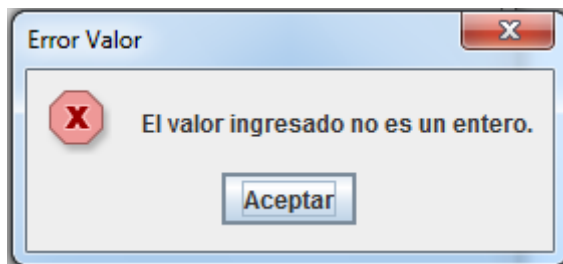 Error Valor
El valor ingresado no es un entero.
Aceptar